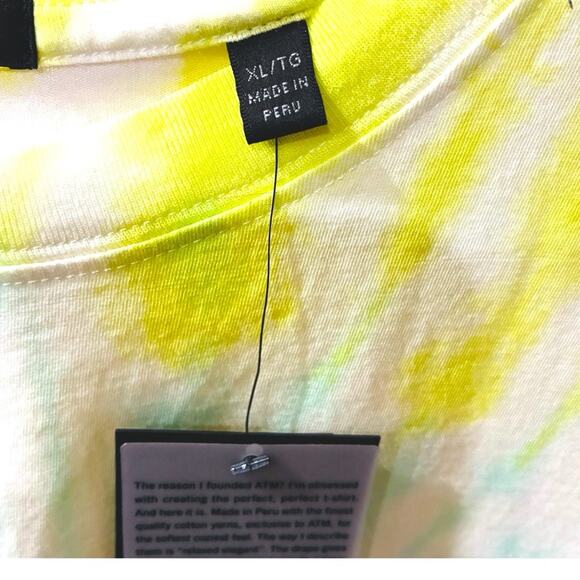 XL/TG
MADE IN
PERU
The reason I founded ATM? I'm obsessed
with creating the perfect, perfect t-shirt.
And here it is. Made in Peru with the finest
quality cotton yarns, exclusive to ATM, for
the softest cotted feel. The way I describe
them is "relaxed elegant". The drape gives